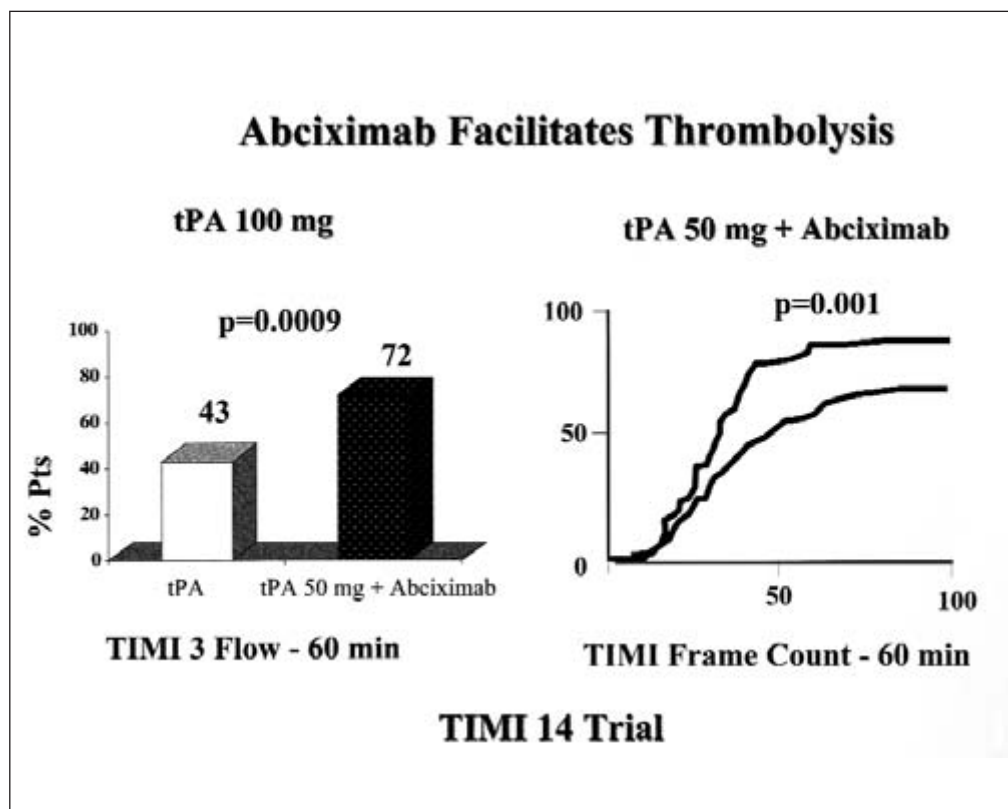 Abciximab Facilitates Thrombolysis
tPA 100 mg
tPA 50 mg + Abciximab
p=0.0009
100
80
60
40
20
0
% Pts
43
72
tPA
tPA 50 mg + Abciximab
TIMI 3 Flow - 60 min
p=0.001
100
50
0
50
100
TIMI Frame Count - 60 min
TIMI 14 Trial